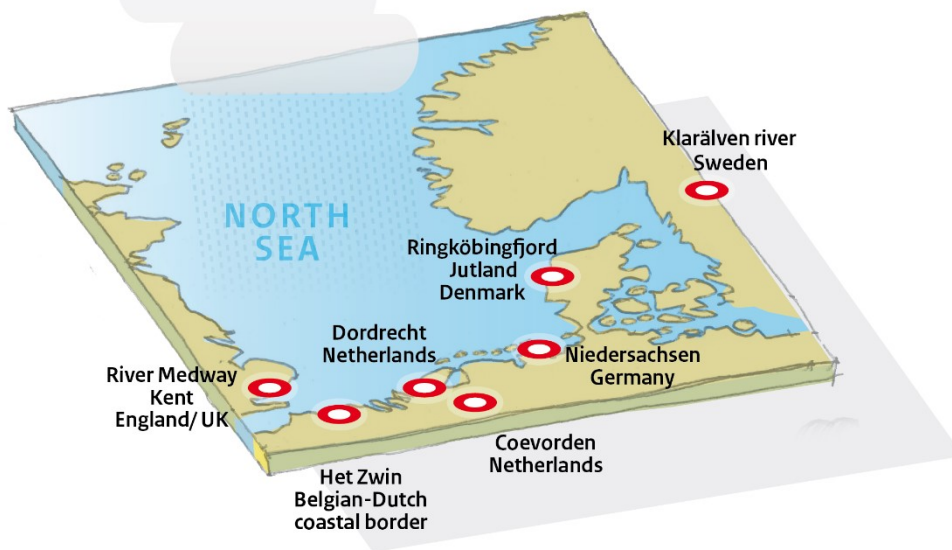 Klarälven river
Sweden
NORTH
SEA
Ringköbingfjord
Jutland
Denmark
Dordrecht
Netherlands
Niedersachsen
Germany
River Medway
Kent
England/ UK
Coevorden
Netherlands
Het Zwin
Belgian-Dutch
coastal border